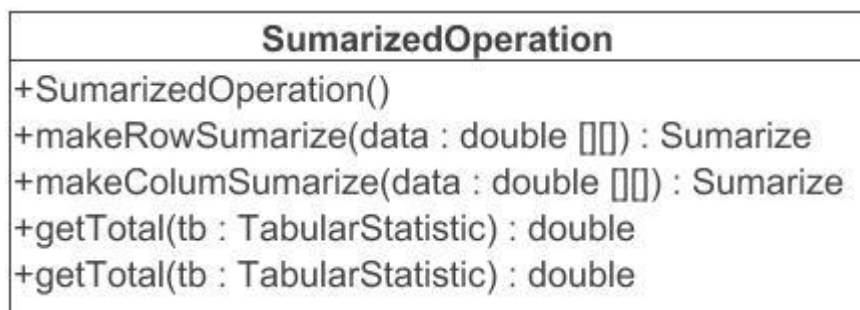 SumarizedOperation
+SumarizedOperation()
+makeRowSumarize(data : double [][]) : Sumarize
+makeColumSumarize(data : double [][]) : Sumarize
+getTotal(tb : TabularStatistic) : double
+getTotal(tb : TabularStatistic) : double